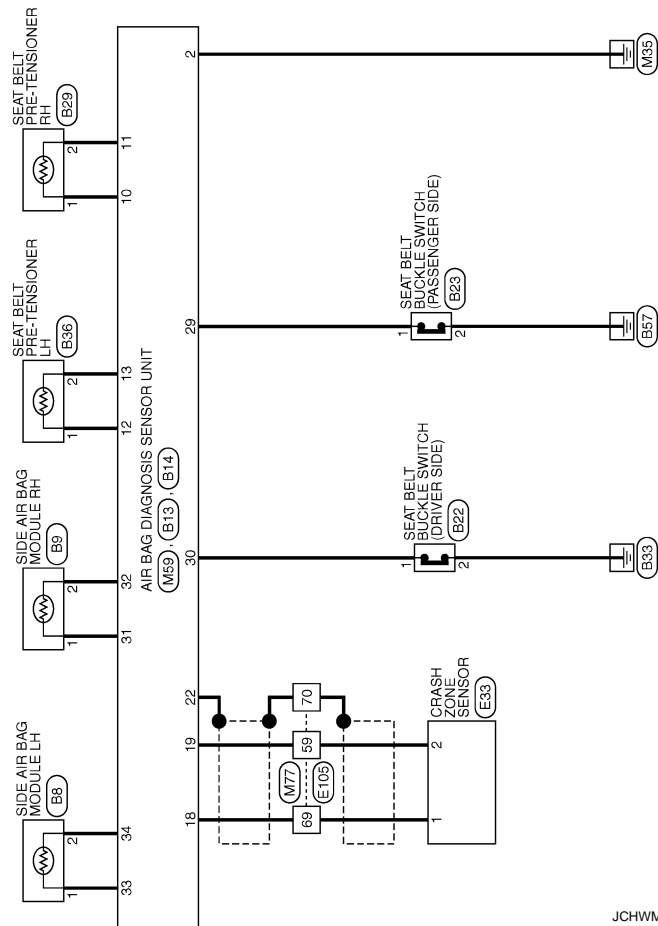 SEAT BELT
PRE-TENSIONER
RH
B29
1
2
10
11
2
M35
SEAT BELT
PRE-TENSIONER
LH
B36
1
2
12
13
29
SEAT BELT
BUCKLE SWITCH
(PASSENGER SIDE)
B23
1
2
B57
AIR BAG DIAGNOSIS SENSOR UNIT
M59 , B13 , B14
SIDE AIR BAG
MODULE RH
B9
1
2
31
32
30
SEAT BELT
BUCKLE SWITCH
(DRIVER SIDE)
B22
1
2
B33
SIDE AIR BAG
MODULE LH
B8
1
2
33
34
18
19
22
69
59
70
M77
E105
1
2
CRASH
ZONE
SENSOR
E33
JCHWM